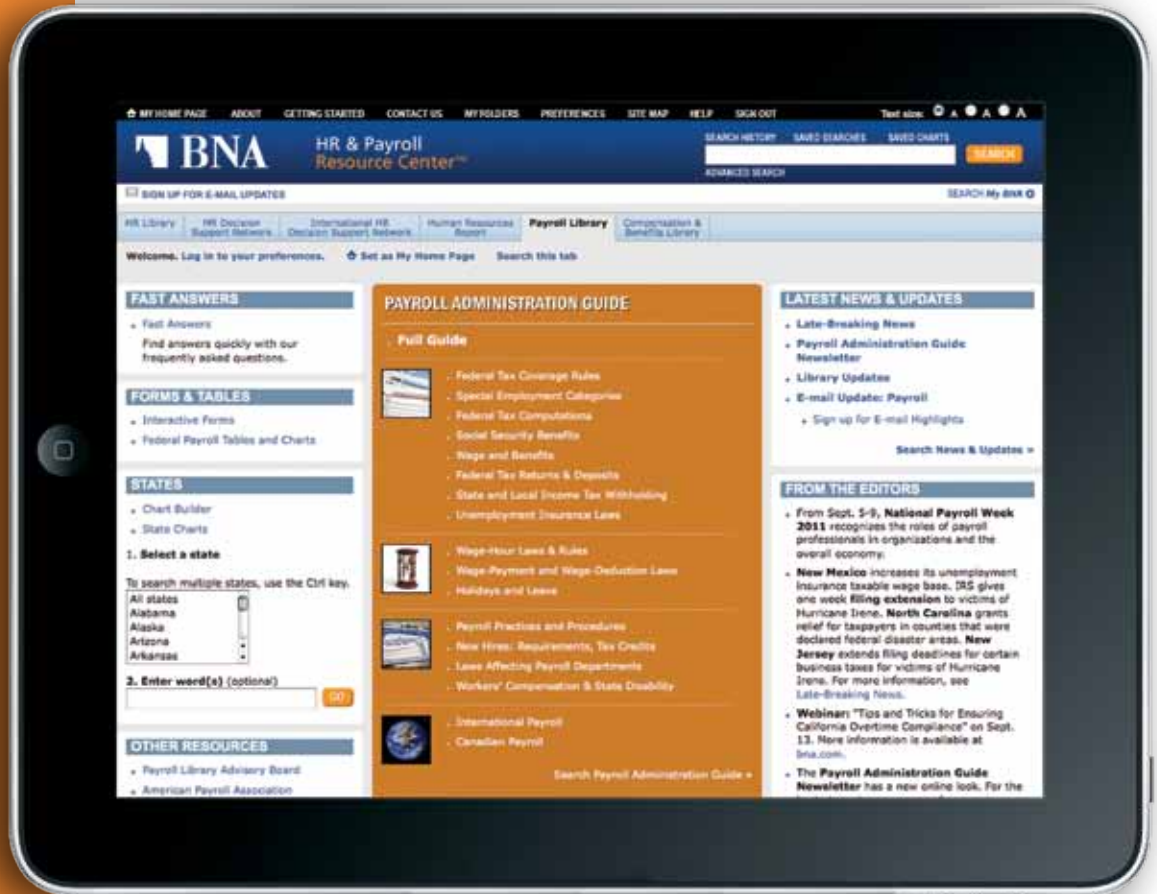 MY HOME PAGE ABOUT GETTING STARTED CONTACT US MY FOLDERS PREFERENCES SITE MAP HELP SIGN OUT Text size: A A A
BNA HR & Payroll
Resource Center™
SEARCH HISTORY SAVED SEARCHES SAVED CHARTS
SEARCH
ADVANCED SEARCH
SIGN UP FOR E-MAIL UPDATES
SEARCH My BNA
HR Library
HR Decision
Support Network
International HR
Decision Support Network
Human Resources
Report
Payroll Library
Compensation &
Benefits Library
Welcome. Log in to your preferences. Set as My Home Page Search this tab
FAST ANSWERS
Fast Answers
Find answers quickly with our
frequently asked questions.
FORMS & TABLES
Interactive Forms
Federal Payroll Tables and Charts
STATES
Chart Builder
State Charts
1. Select a state
To search multiple states, use the Ctrl key.
All states
Alabama
Alaska
Arizona
Arkansas
2. Enter word(s) (optional)
GO
OTHER RESOURCES
Payroll Library Advisory Board
American Payroll Association
PAYROLL ADMINISTRATION GUIDE
Full Guide
Federal Tax Coverage Rules
Special Employment Categories
Federal Tax Computations
Social Security Benefits
Wage and Benefits
Federal Tax Returns & Deposits
State and Local Income Tax Withholding
Unemployment Insurance Laws
Wage-Hour Laws & Rules
Wage-Payment and Wage-Deduction Laws
Holidays and Leave
Payroll Practices and Procedures
New Hires: Requirements, Tax Credits
Laws Affecting Payroll Departments
Workers' Compensation & State Disability
International Payroll
Canadian Payroll
Search Payroll Administration Guide »
LATEST NEWS & UPDATES
Late-Breaking News
Payroll Administration Guide
Newsletter
Library Updates
E-mail Update: Payroll
Sign up for E-mail Highlights
Search News & Updates »
FROM THE EDITORS
From Sept. 5-9, National Payroll Week
2011 recognizes the roles of payroll
professionals in organizations and the
overall economy.
New Mexico increases its unemployment
insurance taxable wage base. IRS gives
one week filing extension to victims of
Hurricane Irene. North Carolina grants
relief for taxpayers in counties that were
declared federal disaster areas. New
Jersey extends filing deadlines for certain
business taxes for victims of Hurricane
Irene. For more information, see
Late-Breaking News.
Webinar: "Tips and Tricks for Ensuring
California Overtime Compliance" on Sept.
13. More information is available at
bna.com.
The Payroll Administration Guide
Newsletter has a new online look. For the